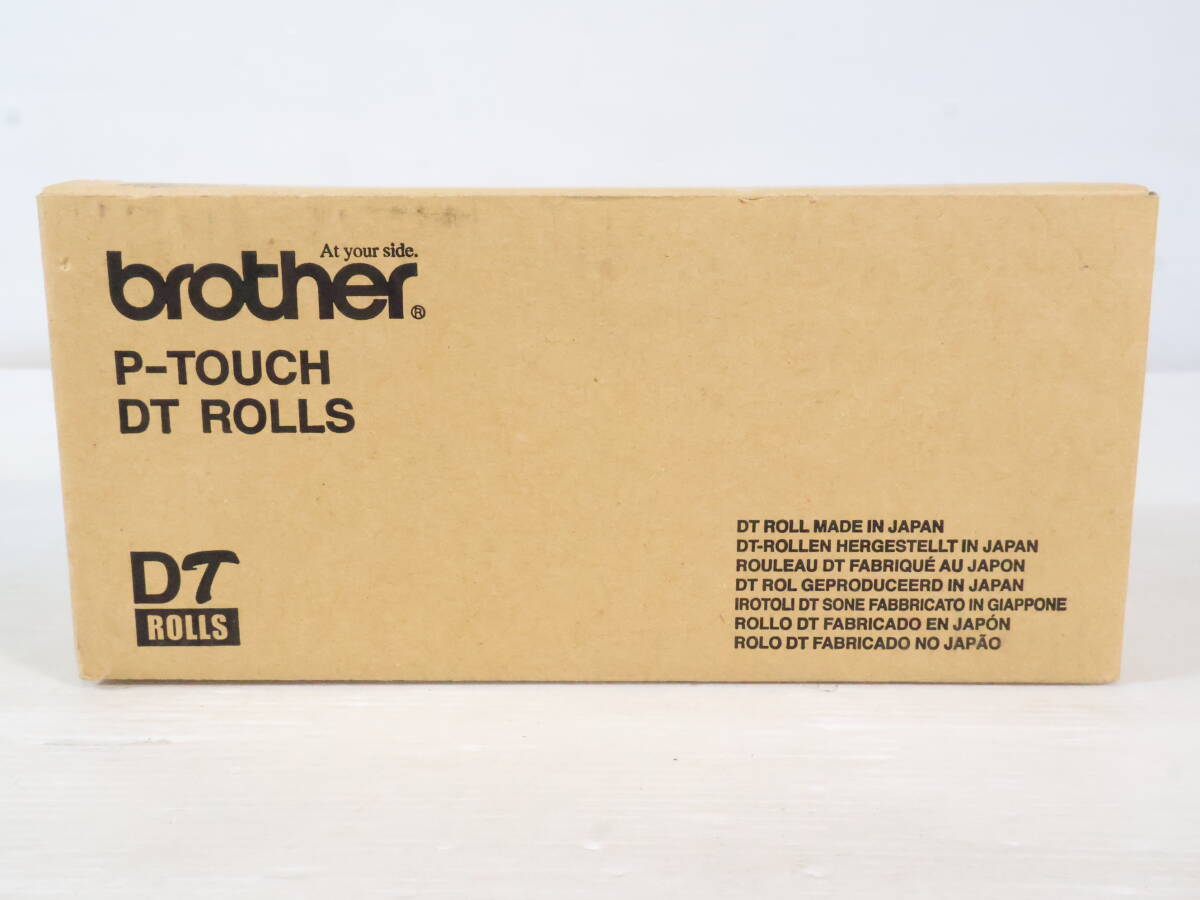 At your side.
brother®
P-TOUCH
DT ROLLS
DT
ROLLS
DT ROLL MADE IN JAPAN
DT-ROLLEN HERGESTELLT IN JAPAN
ROULEAU DT FABRIQUÉ AU JAPON
DT ROL GEPRODUCEERD IN JAPAN
IROTOLI DT SONE FABBRICATO IN GIAPPONE
ROLLO DT FABRICADO EN JAPÓN
ROLO DT FABRICADO NO JAPÃO